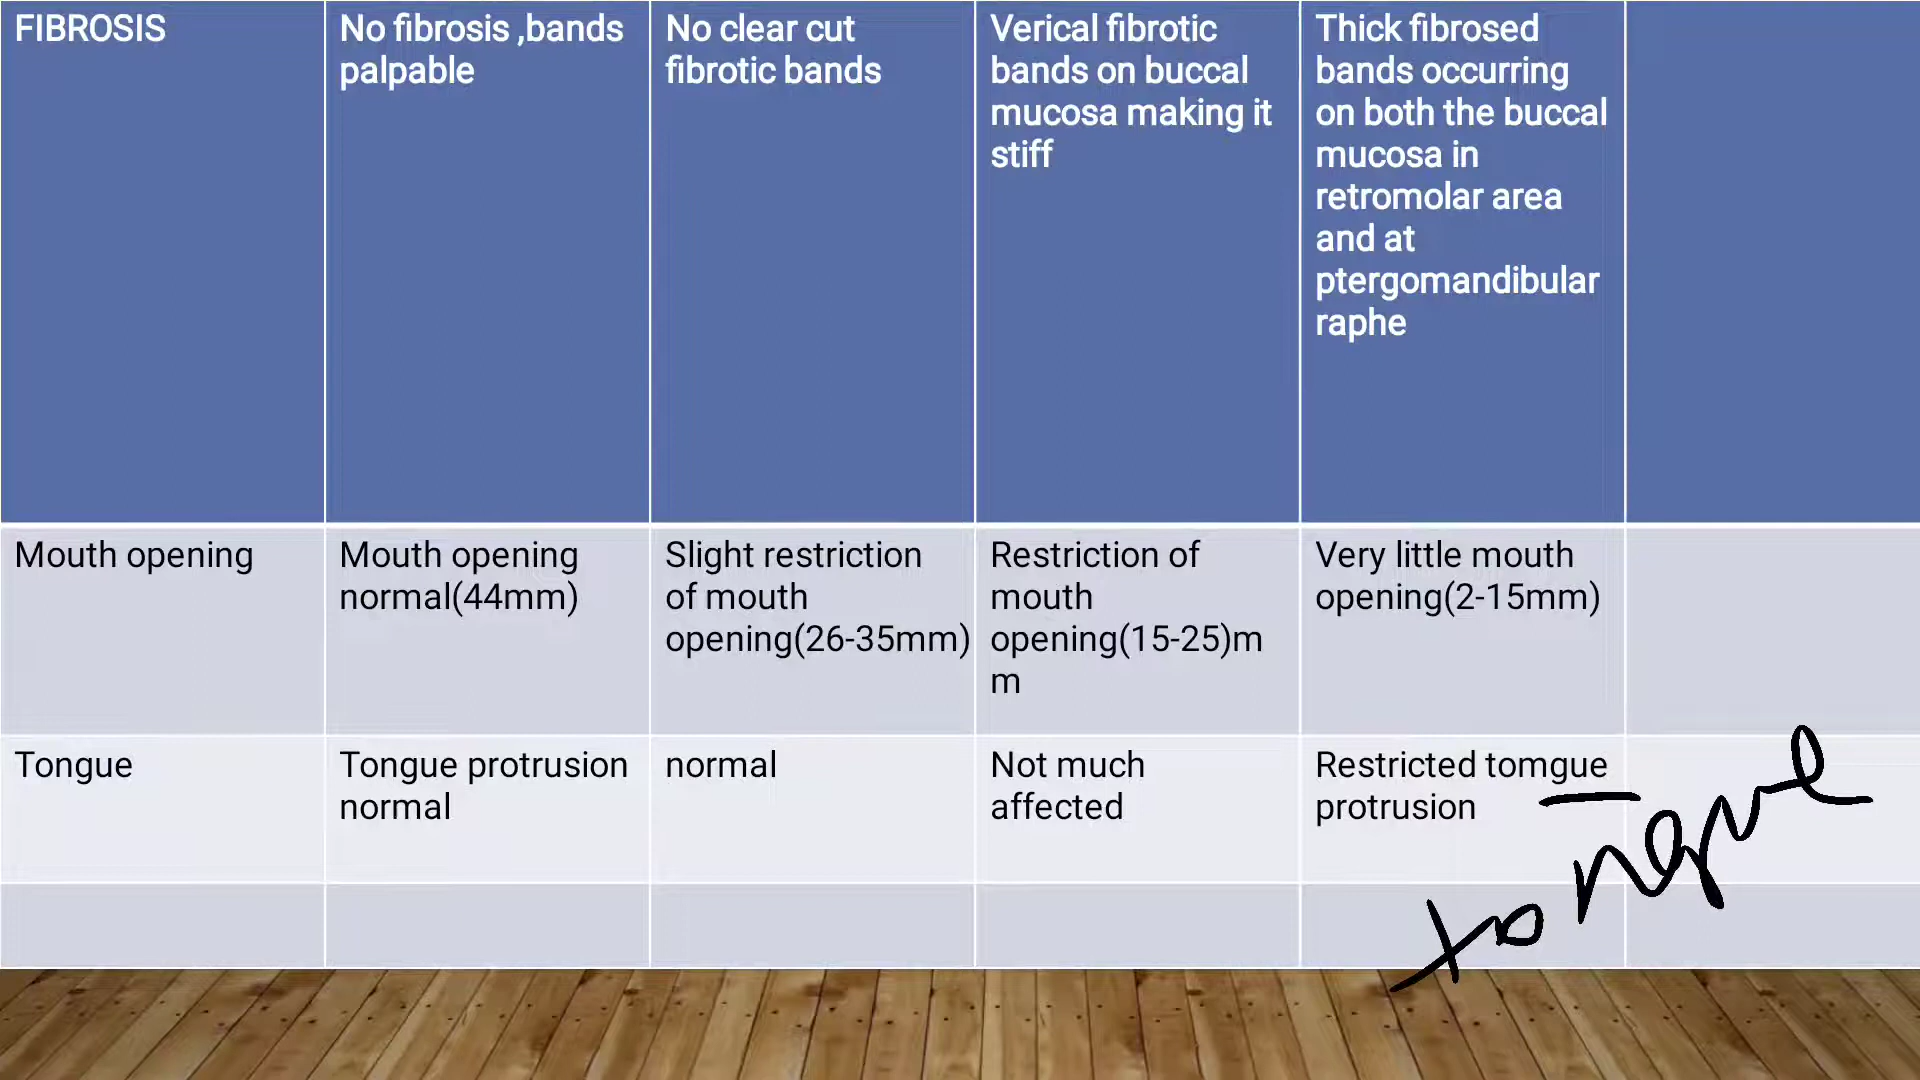 FIBROSIS
No fibrosis ,bands
palpable
No clear cut
fibrotic bands
Verical fibrotic
bands on buccal
mucosa making it
stiff
Thick fibrosed
bands occurring
on both the buccal
mucosa in
retromolar area
and at
ptergomandibular
raphe
Mouth opening
Mouth opening
normal(44mm)
Slight restriction
of mouth
opening(26-35mm)
Restriction of
mouth
opening(15-25)m
m
Very little mouth
opening(2-15mm)
Tongue
Tongue protrusion
normal
normal
Not much
affected
Restricted tomgue
protrusion
tongue